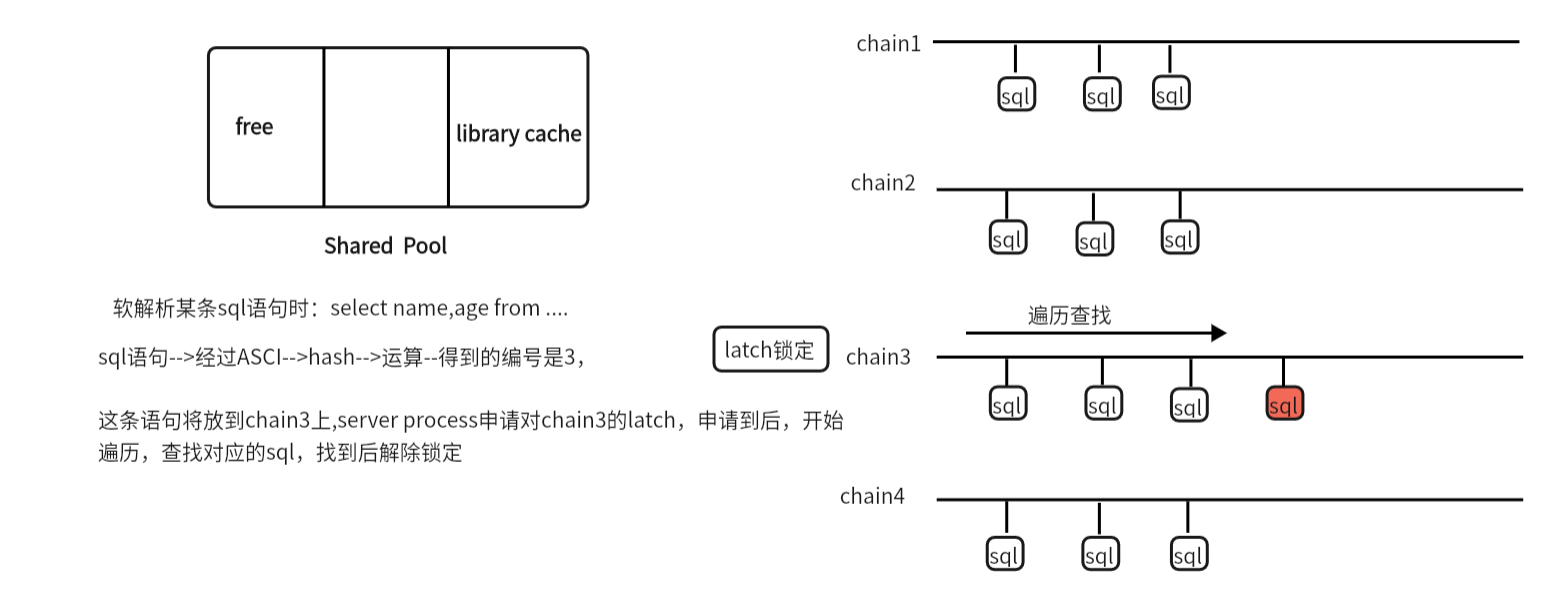 free
library cache
Shared Pool
软解析某条sql语句时：select name,age from ....
sql语句-->经过ASCI-->hash-->运算--得到的编号是3，
这条语句将放到chain3上,server process申请对chain3的latch，申请到后，开始
遍历，查找对应的sql，找到后解除锁定
latch锁定
chain1
sql
sql
sql
chain2
sql
sql
sql
遍历查找
chain3
sql
sql
sql
sql
chain4
sql
sql
sql